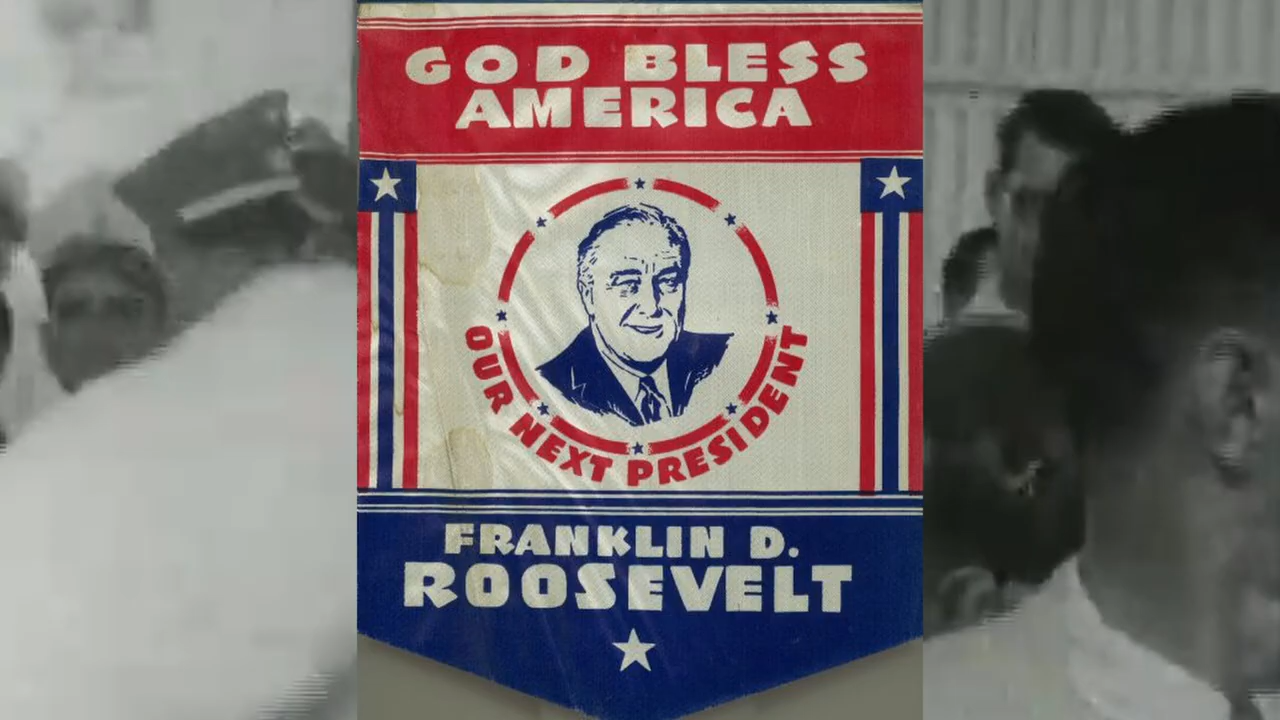 GOD BLESS
AMERICA
OUR NEXT PRESIDENT
FRANKLIN D.
ROOSEVELT